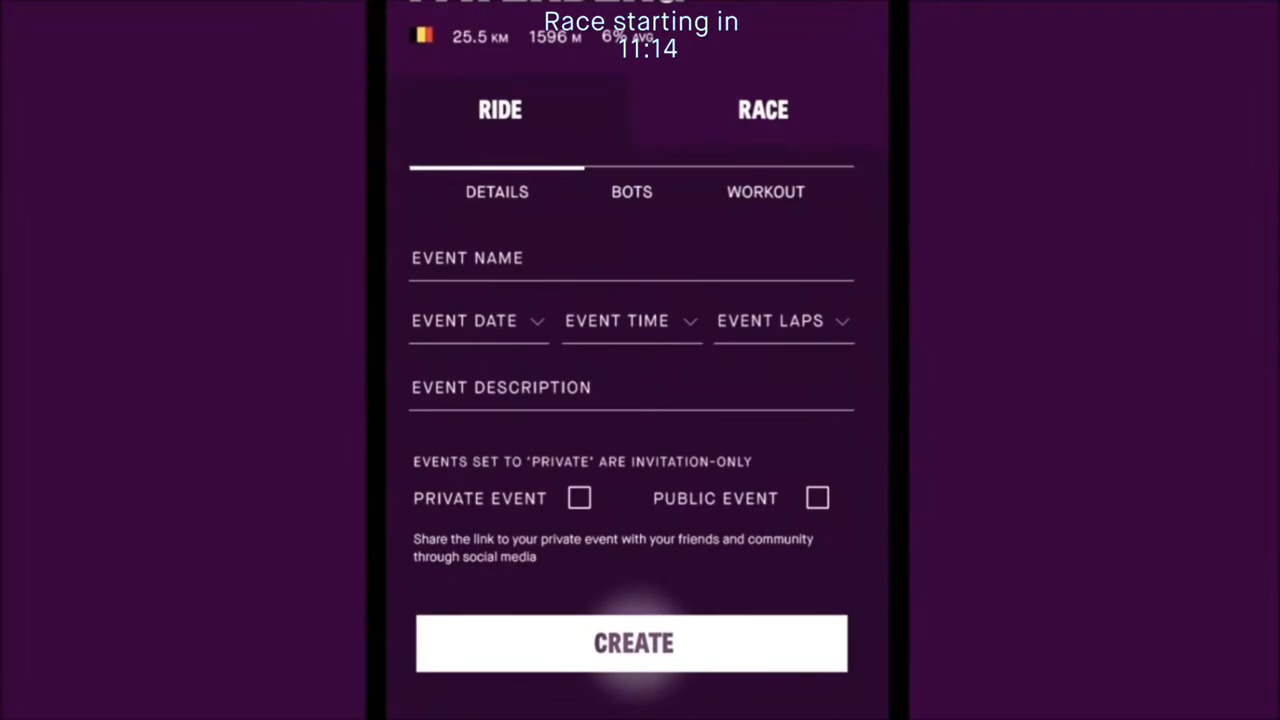 Race starting in
11:14
25.5 KM 1596 M 6% AVG
RIDE RACE
DETAILS BOTS WORKOUT
EVENT NAME
EVENT DATE EVENT TIME EVENT LAPS
EVENT DESCRIPTION
EVENTS SET TO "PRIVATE" ARE INVITATION-ONLY
PRIVATE EVENT PUBLIC EVENT
Share the link to your private event with your friends and community
through social media
CREATE